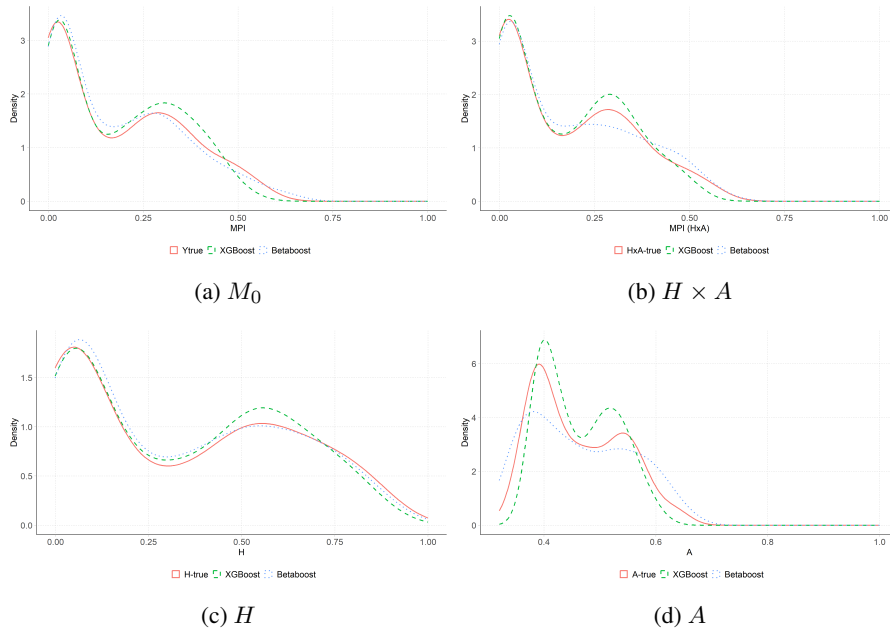 3
2
1
0
Density
0.00 0.25 0.50 0.75 1.00
MPI
Ytrue XGBoost Betaboost
(a) M₀
3
2
1
0
Density
0.00 0.25 0.50 0.75 1.00
MPI (HxA)
HxA-true XGBoost Betaboost
(b) H × A
1.5
1.0
0.5
0.0
Density
0.00 0.25 0.50 0.75 1.00
H
H-true XGBoost Betaboost
(c) H
6
4
2
0
Density
0.4 0.6 0.8 1.0
A
A-true XGBoost Betaboost
(d) A